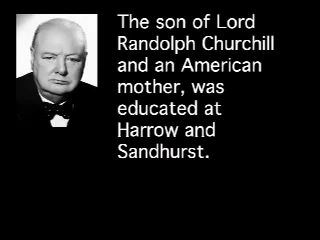 The son of Lord
Randolph Churchill
and an American
mother, was
educated at
Harrow and
Sandhurst.